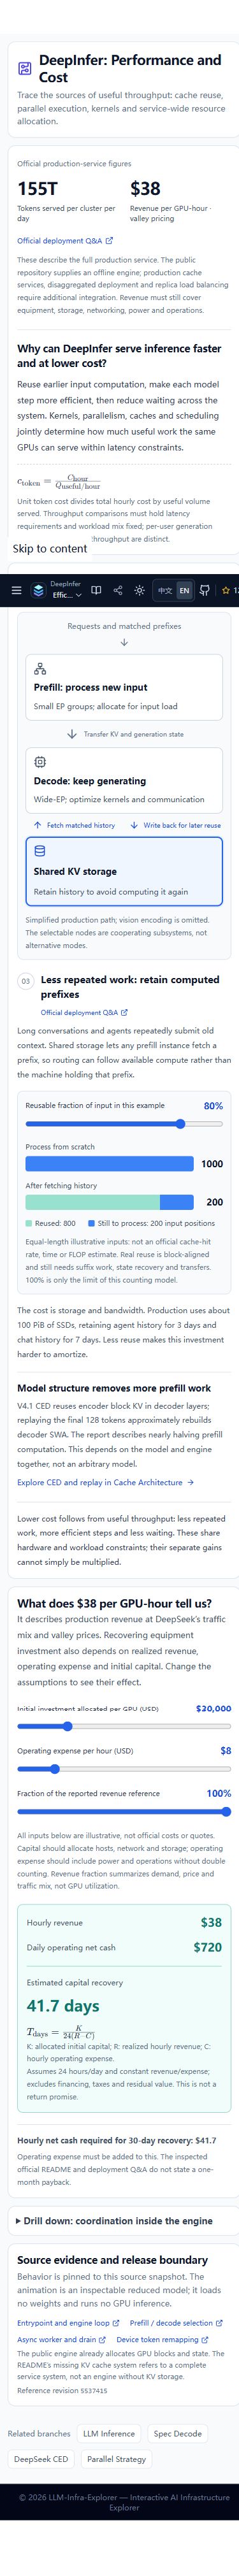 DeepInfer: Performance and
Cost
Trace the sources of useful throughput: cache reuse,
parallel execution, kernels and service-wide resource
allocation.
Official production-service figures
155T
Tokens served per cluster per
day
$38
Revenue per GPU-hour ·
valley pricing
Official deployment Q&A
These describe the full production service. The public
repository supplies an offline engine; production cache
services, disaggregated deployment and replica load balancing
require additional integration. Revenue must still cover
equipment, storage, networking, power and operations.
Why can DeepInfer serve inference faster
and at lower cost?
Reuse earlier input computation, make each model
step more efficient, then reduce waiting across the
system. Kernels, parallelism, caches and scheduling
jointly determine how much useful work the same
GPUs can serve within latency constraints.
c_token = C_hour / Q_useful/hour
Unit token cost divides total hourly cost by useful volume
served. Throughput comparisons must hold latency
requirements and workload mix fixed; per-user generation
throughput are distinct.
Skip to content
DeepInfer
Effic...
中文
EN
Requests and matched prefixes
Prefill: process new input
Small EP groups; allocate for input load
Transfer KV and generation state
Decode: keep generating
Wide-EP; optimize kernels and communication
Fetch matched history
Write back for later reuse
Shared KV storage
Retain history to avoid computing it again
Simplified production path; vision encoding is omitted.
The selectable nodes are cooperating subsystems, not
alternative modes.
03
Less repeated work: retain computed
prefixes
Official deployment Q&A
Long conversations and agents repeatedly submit old
context. Shared storage lets any prefill instance fetch a
prefix, so routing can follow available compute rather than
the machine holding that prefix.
Reusable fraction of input in this example 80%
Process from scratch
1000
After fetching history
200
Reused: 800 Still to process: 200 input positions
Equal-length illustrative inputs: not an official cache-hit
rate, time or FLOP estimate. Real reuse is block-aligned
and still needs suffix work, state recovery and transfers.
100% is only the limit of this counting model.
The cost is storage and bandwidth. Production uses about
100 PiB of SSDs, retaining agent history for 3 days and
chat history for 7 days. Less reuse makes this investment
harder to amortize.
Model structure removes more prefill work
V4.1 CED reuses encoder block KV in decoder layers;
replaying the final 128 tokens approximately rebuilds
decoder SWA. The report describes nearly halving prefill
computation. This depends on the model and engine
together, not an arbitrary model.
Explore CED and replay in Cache Architecture →
Lower cost follows from useful throughput: less repeated
work, more efficient steps and less waiting. These share
hardware and workload constraints; their separate gains
cannot simply be multiplied.
What does $38 per GPU-hour tell us?
It describes production revenue at DeepSeek's traffic
mix and valley prices. Recovering equipment
investment also depends on realized revenue,
operating expense and initial capital. Change the
assumptions to see their effect.
Initial investment allocated per GPU (USD) $20,000
Operating expense per hour (USD) $8
Fraction of the reported revenue reference 100%
All inputs below are illustrative, not official costs or quotes.
Capital should allocate hosts, network and storage; operating
expense should include power and operations without double
counting. Revenue fraction summarizes demand, price and
traffic mix, not GPU utilization.
Hourly revenue $38
Daily operating net cash $720
Estimated capital recovery
41.7 days
T_days = K / 24(R−C)
K: allocated initial capital; R: realized hourly revenue; C:
hourly operating expense.
Assumes 24 hours/day and constant revenue/expense;
excludes financing, taxes and residual value. This is not a
return promise.
Hourly net cash required for 30-day recovery: $41.7
Operating expense must be added to this. The inspected
official README and deployment Q&A do not state a one-
month payback.
▸ Drill down: coordination inside the engine
Source evidence and release boundary
Behavior is pinned to this source snapshot. The
animation is an inspectable reduced model; it loads
no weights and runs no GPU inference.
Entrypoint and engine loop Prefill / decode selection
Async worker and drain Device token remapping
The public engine already allocates GPU blocks and state. The
README's missing KV cache system refers to a complete
service system, not an engine without KV storage.
Reference revision 5537415
Related branches LLM Inference Spec Decode
DeepSeek CED Parallel Strategy
© 2026 LLM-Infra-Explorer — Interactive AI Infrastructure
Explorer